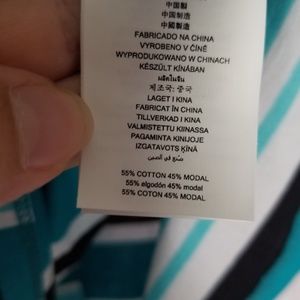 中国製
中国制造
中國製造
FABRICADO NA CHINA
VYROBENO V ČÍNĚ
WYPRODUKOWANO W CHINACH
KÉSZÜLT KÍNÁBAN
ผลิตในจีน
제조국: 중국
LAGET I KINA
FABRICAT ÎN CHINA
TILLVERKAD I KINA
VALMISTETTU KIINASSA
PAGAMINTA KINIJOJE
IZGATAVOTS ĶĪNĀ
صنع في الصين
55% COTTON 45% MODAL
55% algodón 45% modal
55% COTTON 45% MODAL